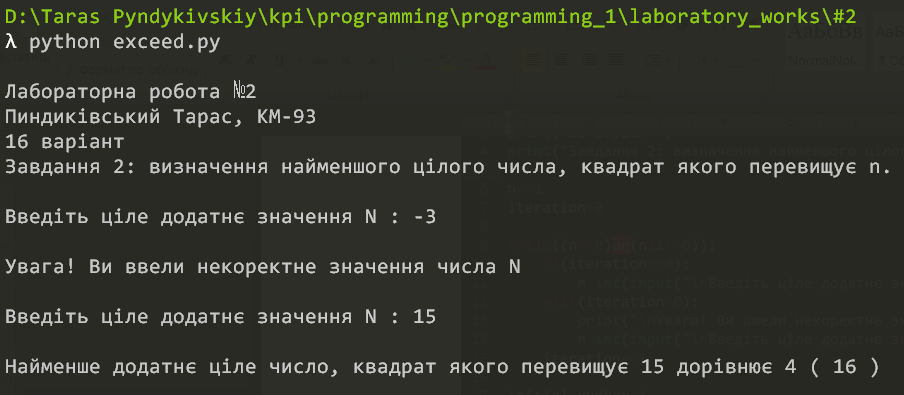 D:\Taras Pyndykivskiy\kpi\programming\programming_1\laboratory_works\#2
λ python exceed.py
Лабораторна робота №2
Пиндиківський Тарас, КМ-93
16 варіант
Завдання 2: визначення найменшого цілого числа, квадрат якого перевищує n.
Введіть ціле додатнє значення N : -3
Увага! Ви ввели некоректне значення числа N
Введіть ціле додатнє значення N : 15
Найменше додатнє ціле число, квадрат якого перевищує 15 дорівнює 4 ( 16 )